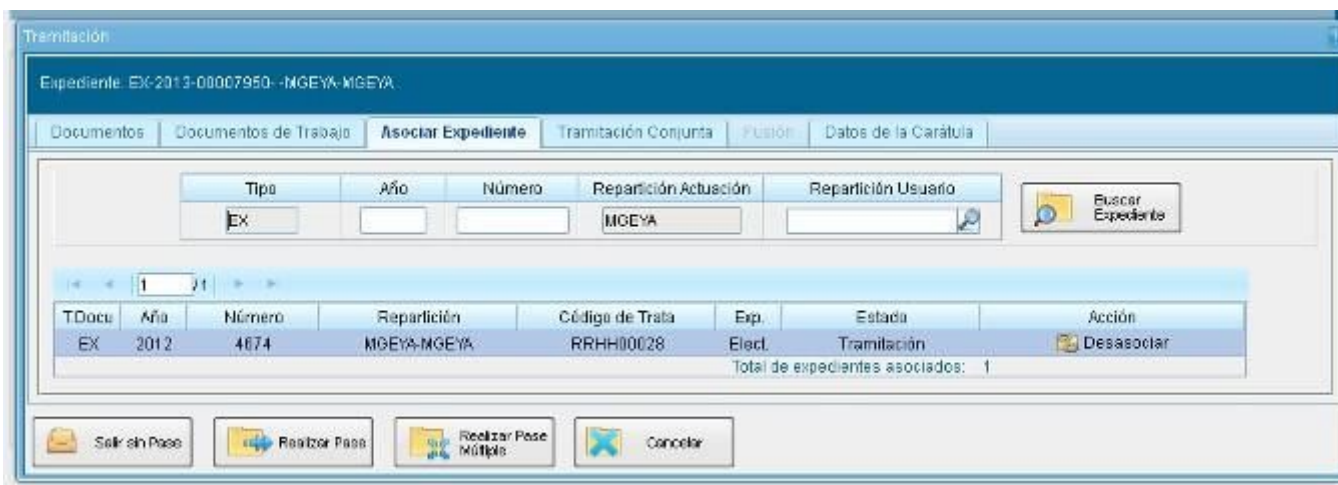 Tramitación
Expediente: EX-2013-00007950- -MGEYA-MGEYA
Documentos Documentos de Trabajo Asociar Expediente Tramitación Conjunta Fusión Datos de la Carátula
Tipo Año Número Repartición Actuación Repartición Usuario
EX MGEYA
Buscar
Expediente
1 /1
TDocu Año Número Repartición Código de Trata Exp. Estado Acción
EX 2012 4674 MGEYA-MGEYA RRHH00028 Elect. Tramitación Desasociar
Total de expedientes asociados: 1
Salir sin Pase Realizar Pase Realizar Pase
Múltiple Cancelar